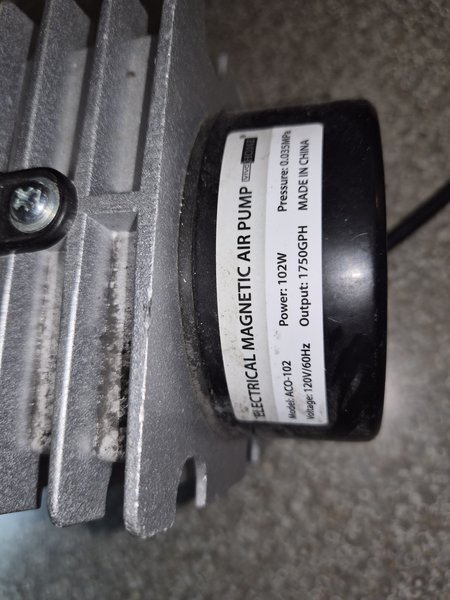 ELECTRICAL MAGNETIC AIR PUMP VIVOSUN®
Model: ACO-102 Power: 102W Pressure: 0.035MPa
Voltage: 120V/60Hz Output: 1750GPH MADE IN CHINA